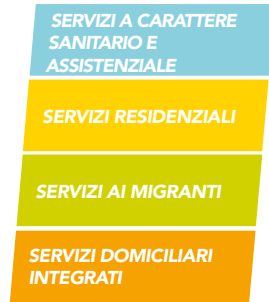 SERVIZI A CARATTERE
SANITARIO E
ASSISTENZIALE
SERVIZI RESIDENZIALI
SERVIZI AI MIGRANTI
SERVIZI DOMICILIARI
INTEGRATI